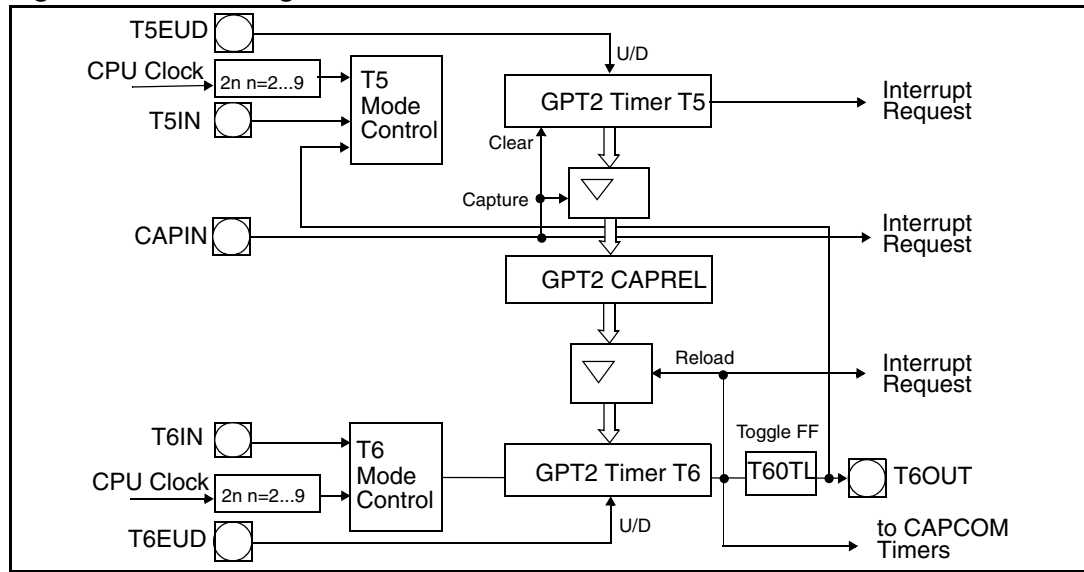 T5EUD
U/D
CPU Clock
2n n=2...9
T5
Mode
Control
GPT2 Timer T5
Interrupt
Request
T5IN
Clear
Capture
CAPIN
Interrupt
Request
GPT2 CAPREL
Reload
Interrupt
Request
T6IN
T6
Mode
Control
Toggle FF
GPT2 Timer T6
T60TL
T6OUT
CPU Clock
2n n=2...9
U/D
T6EUD
to CAPCOM
Timers